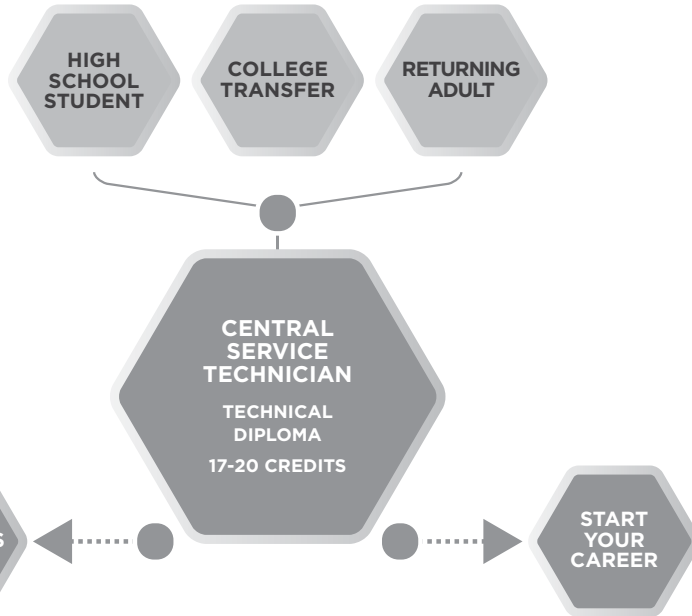 HIGH
SCHOOL
STUDENT
COLLEGE
TRANSFER
RETURNING
ADULT
CENTRAL
SERVICE
TECHNICIAN
TECHNICAL
DIPLOMA
17-20 CREDITS
START
YOUR
CAREER